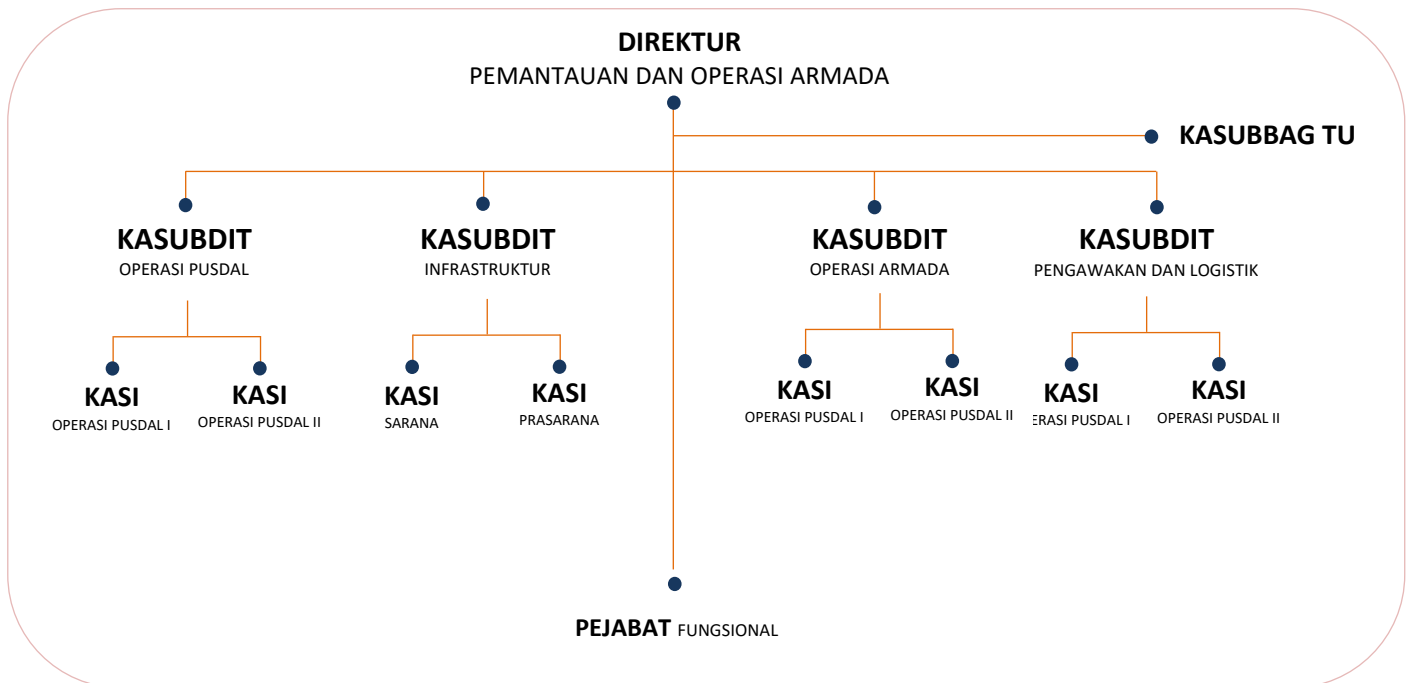 DIREKTUR
PEMANTAUAN DAN OPERASI ARMADA
KASUBBAG TU
KASUBDIT
OPERASI PUSDAL
KASUBDIT
INFRASTRUKTUR
KASUBDIT
OPERASI ARMADA
KASUBDIT
PENGAWAKAN DAN LOGISTIK
KASI
OPERASI PUSDAL I
KASI
OPERASI PUSDAL II
KASI
SARANA
KASI
PRASARANA
KASI
OPERASI PUSDAL I
KASI
OPERASI PUSDAL II
KASI
ERASI PUSDAL I
KASI
OPERASI PUSDAL II
PEJABAT FUNGSIONAL